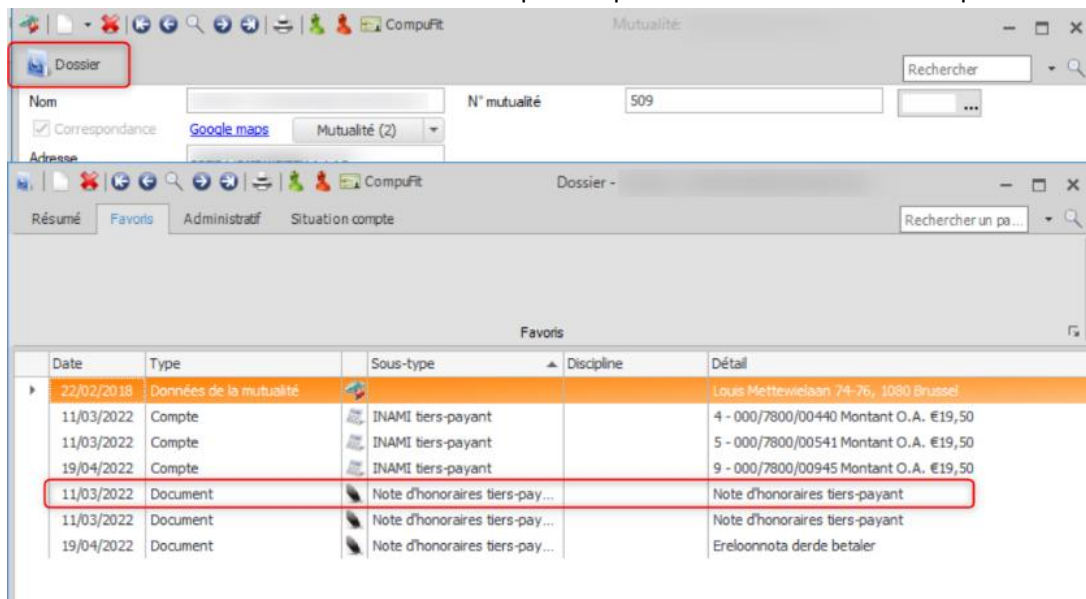 CompuFit Mutualité:
Dossier Rechercher
Nom N° mutualité 509 ...
Correspondance Google maps Mutualité (2)
Adresse
CompuFit Dossier -
Résumé Favoris Administratif Situation compte Rechercher un pa...
Favoris
Date Type Sous-type Discipline Détail
22/02/2018 Données de la mutualité Louis Mettewielaan 74-76, 1080 Brussel
11/03/2022 Compte INAMI tiers-payant 4 - 000/7800/00440 Montant O.A. €19,50
11/03/2022 Compte INAMI tiers-payant 5 - 000/7800/00541 Montant O.A. €19,50
19/04/2022 Compte INAMI tiers-payant 9 - 000/7800/00945 Montant O.A. €19,50
11/03/2022 Document Note d'honoraires tiers-pay... Note d'honoraires tiers-payant
11/03/2022 Document Note d'honoraires tiers-pay... Note d'honoraires tiers-payant
19/04/2022 Document Note d'honoraires tiers-pay... Ereloonnota derde betaler